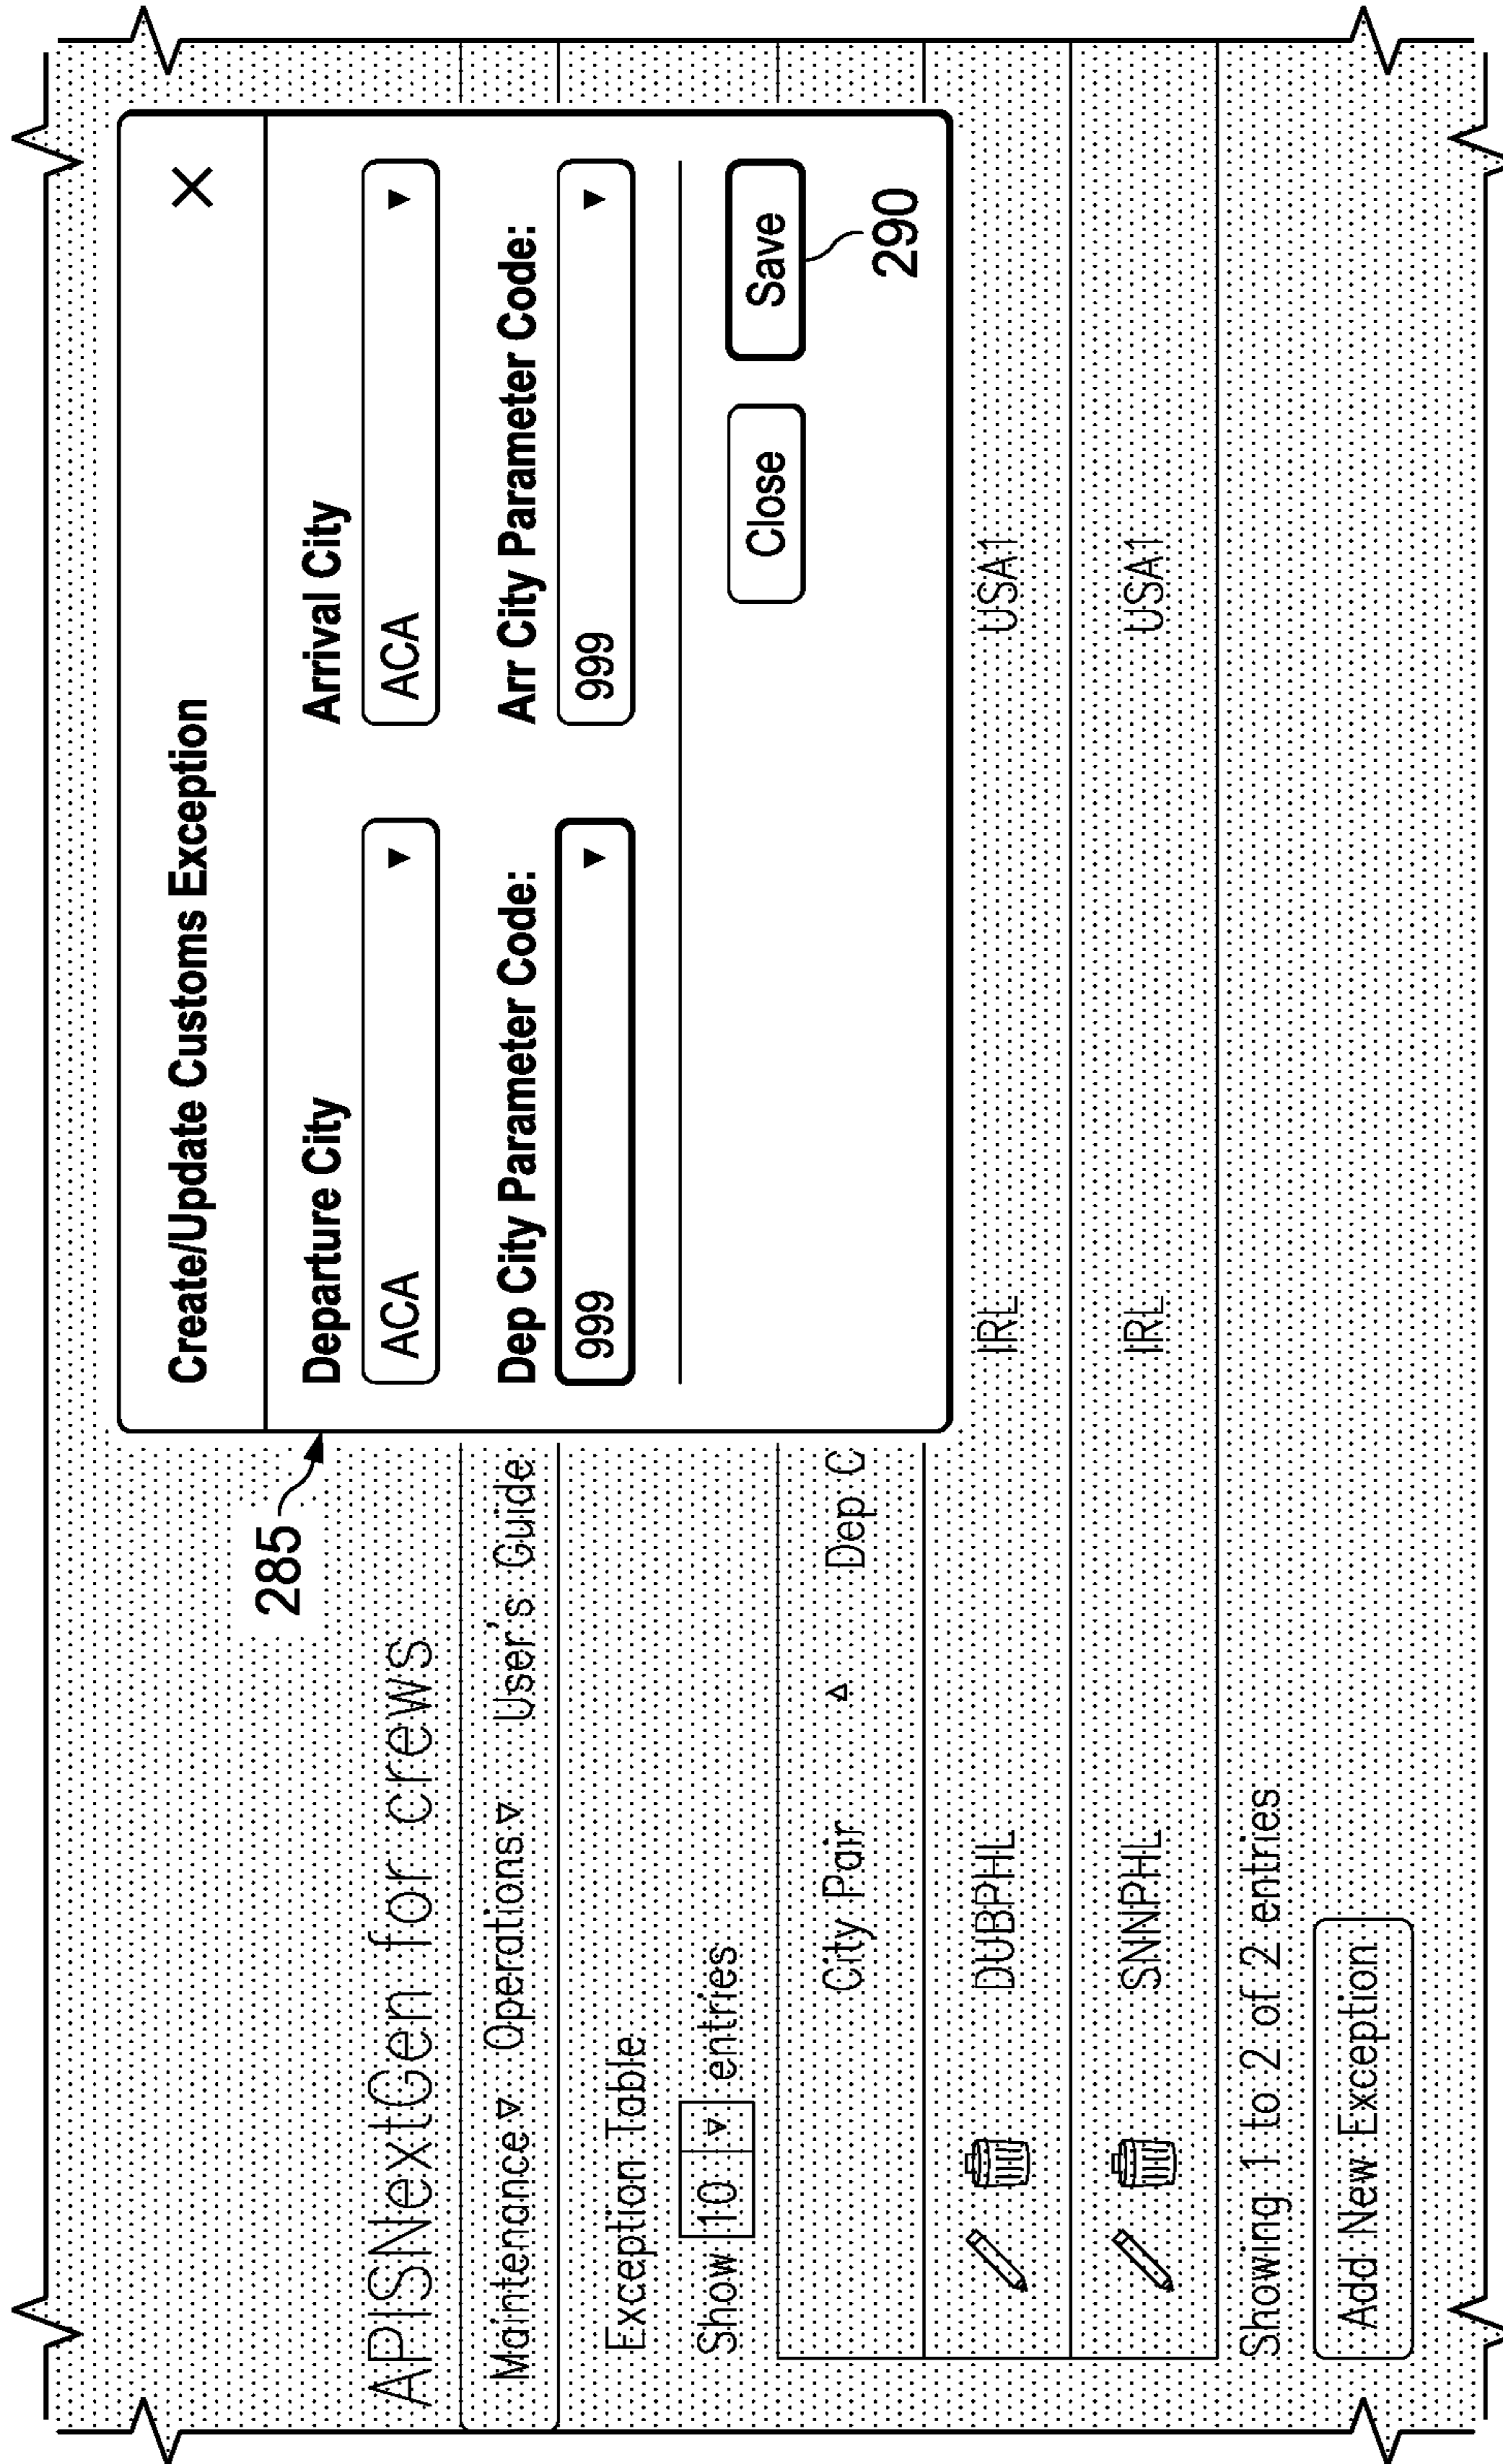 285
Create/Update Customs Exception
Departure City Arrival City
ACA ACA
Dep City Parameter Code: Arr City Parameter Code:
999 999
Close Save
290
APISNextGen for crews
Maintenance Operations User's Guide
Exception Table
Show 10 entries
City Pair Dep C
DUBPHL IRL USA1
SNNPHL IRL USA1
Showing 1 to 2 of 2 entries
Add New Exception